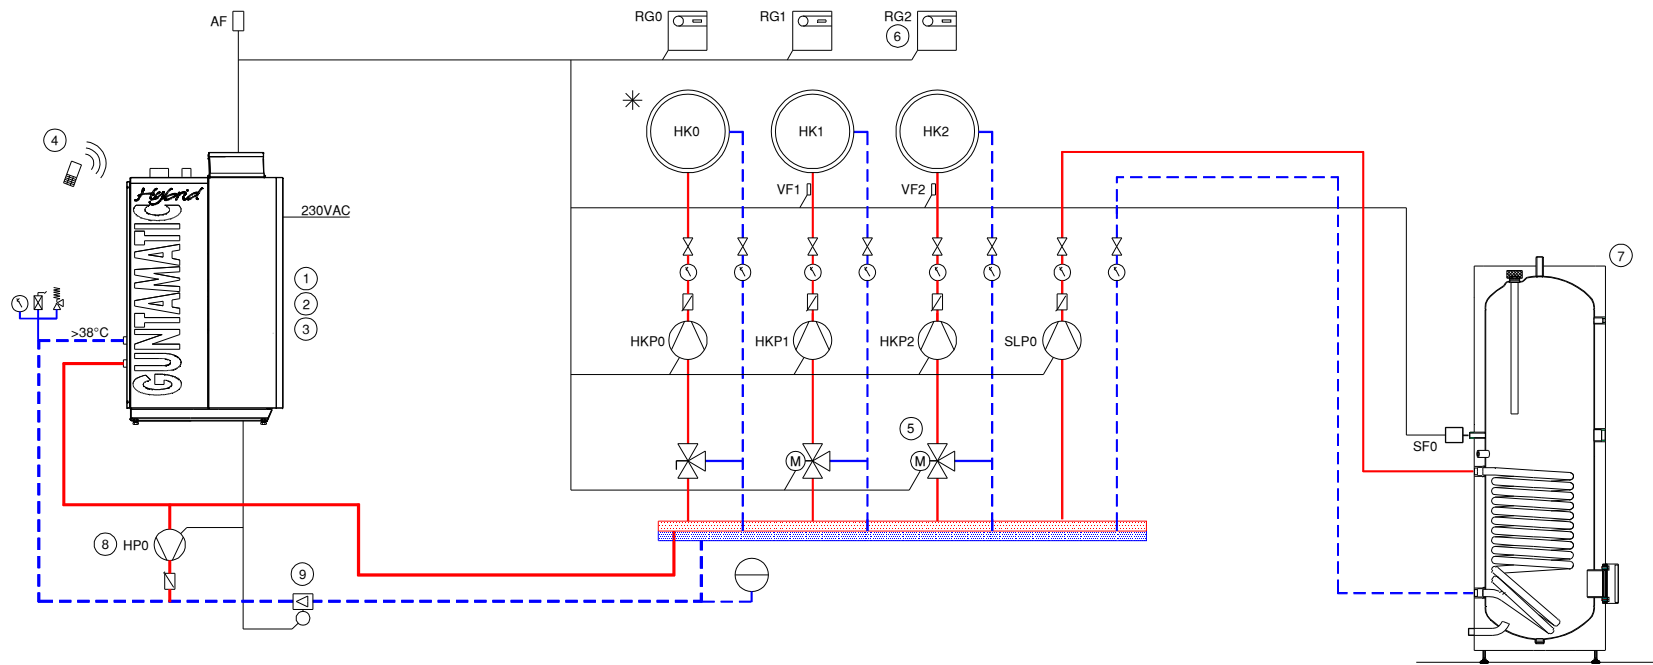 AF
RG0
RG1
RG2
6
4
HK0
HK1
HK2
Hybrid
GUNTAMATIC
230VAC
VF1
VF2
1
2
3
>38°C
7
HKP0
HKP1
HKP2
SLP0
5
M
M
SF0
8
HP0
9